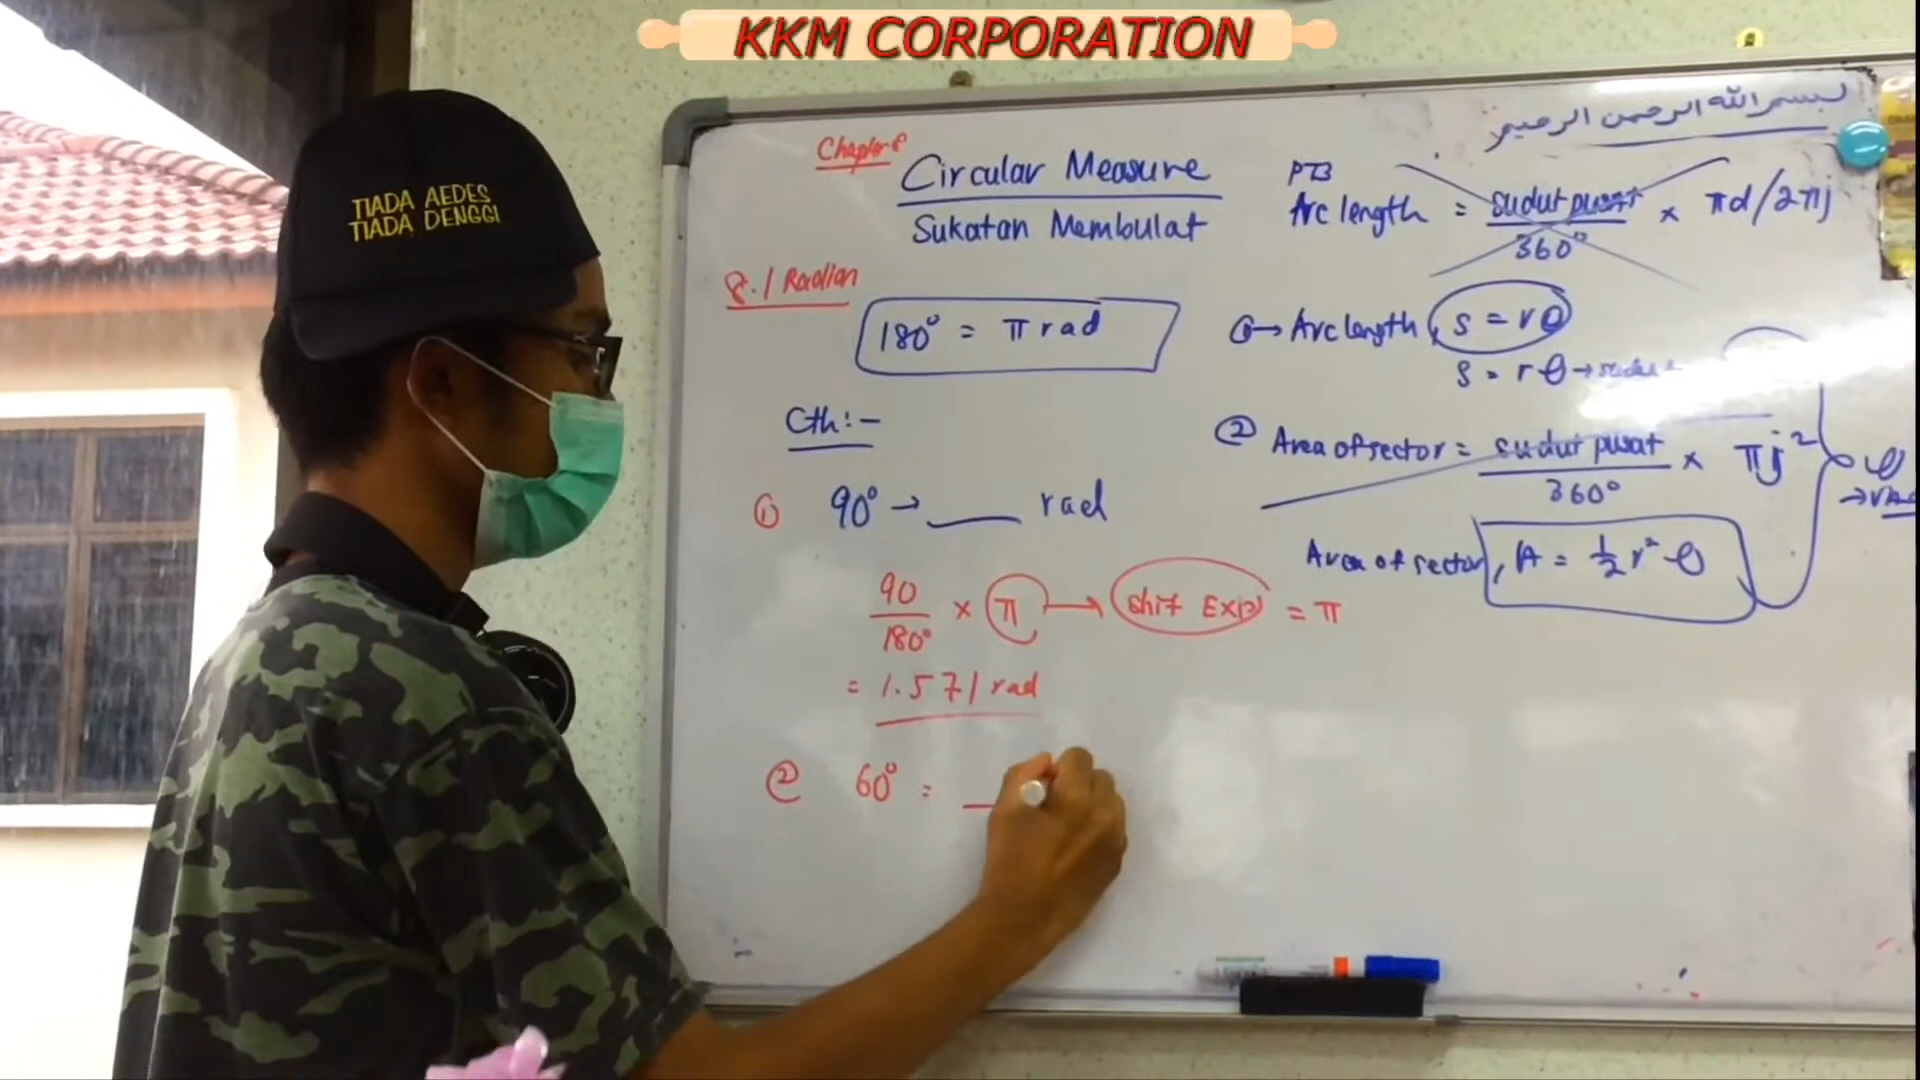 KKM CORPORATION
TIADA AEDES
TIADA DENGGI
بسم الله الرحمن الرحيم
Chapter 8
Circular Measure
Sukatan Membulat
8.1 Radian
180° = π rad
Cth:-
① 90° → ___ rad
90
180° × π → shift Exp = π
= 1.571 rad
② 60° = __
PT3
Arc length = sudut pusat / 360° × πd/2πj
①→ Arc length, s = rθ
s = rθ →
② Area of sector = sudut pusat / 360° × πj²
Area of sector, A = ½ r² θ